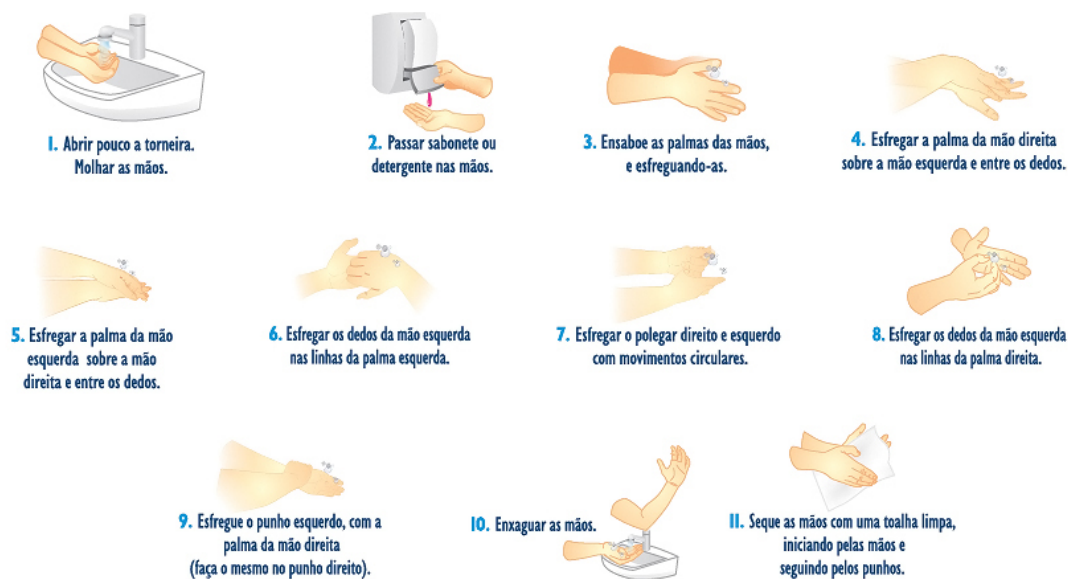 1. Abrir pouco a torneira.
Molhar as mãos.
2. Passar sabonete ou
detergente nas mãos.
3. Ensaboe as palmas das mãos,
e esfreguando-as.
4. Esfregar a palma da mão direita
sobre a mão esquerda e entre os dedos.
5. Esfregar a palma da mão
esquerda sobre a mão
direita e entre os dedos.
6. Esfregar os dedos da mão esquerda
nas linhas da palma esquerda.
7. Esfregar o polegar direito e esquerdo
com movimentos circulares.
8. Esfregar os dedos da mão esquerda
nas linhas da palma direita.
9. Esfregue o punho esquerdo, com a
palma da mão direita
(faça o mesmo no punho direito).
10. Enxaguar as mãos.
11. Seque as mãos com uma toalha limpa,
iniciando pelas mãos e
seguindo pelos punhos.